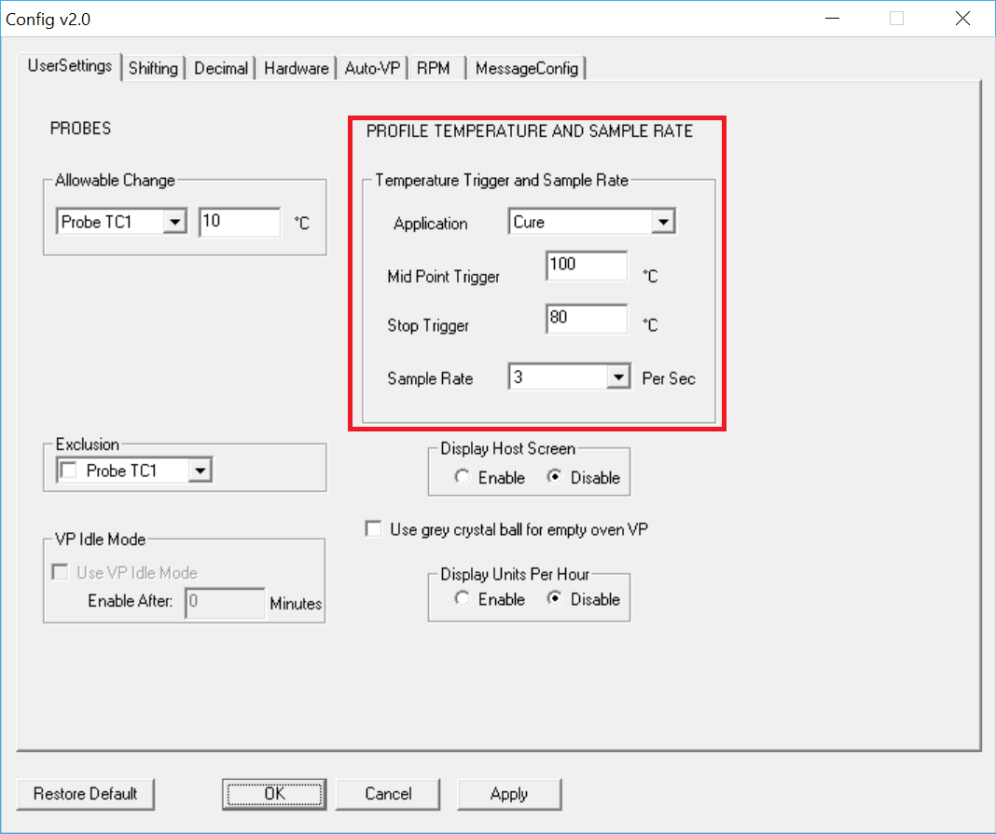 Config v2.0
UserSettings Shifting Decimal Hardware Auto-VP RPM MessageConfig
PROBES
Allowable Change
Probe TC1 10 °C
PROFILE TEMPERATURE AND SAMPLE RATE
Temperature Trigger and Sample Rate
Application Cure
Mid Point Trigger 100 °C
Stop Trigger 80 °C
Sample Rate 3 Per Sec
Exclusion
Probe TC1
Display Host Screen
Enable Disable
VP Idle Mode
Use VP Idle Mode
Enable After: 0 Minutes
Use grey crystal ball for empty oven VP
Display Units Per Hour
Enable Disable
Restore Default OK Cancel Apply